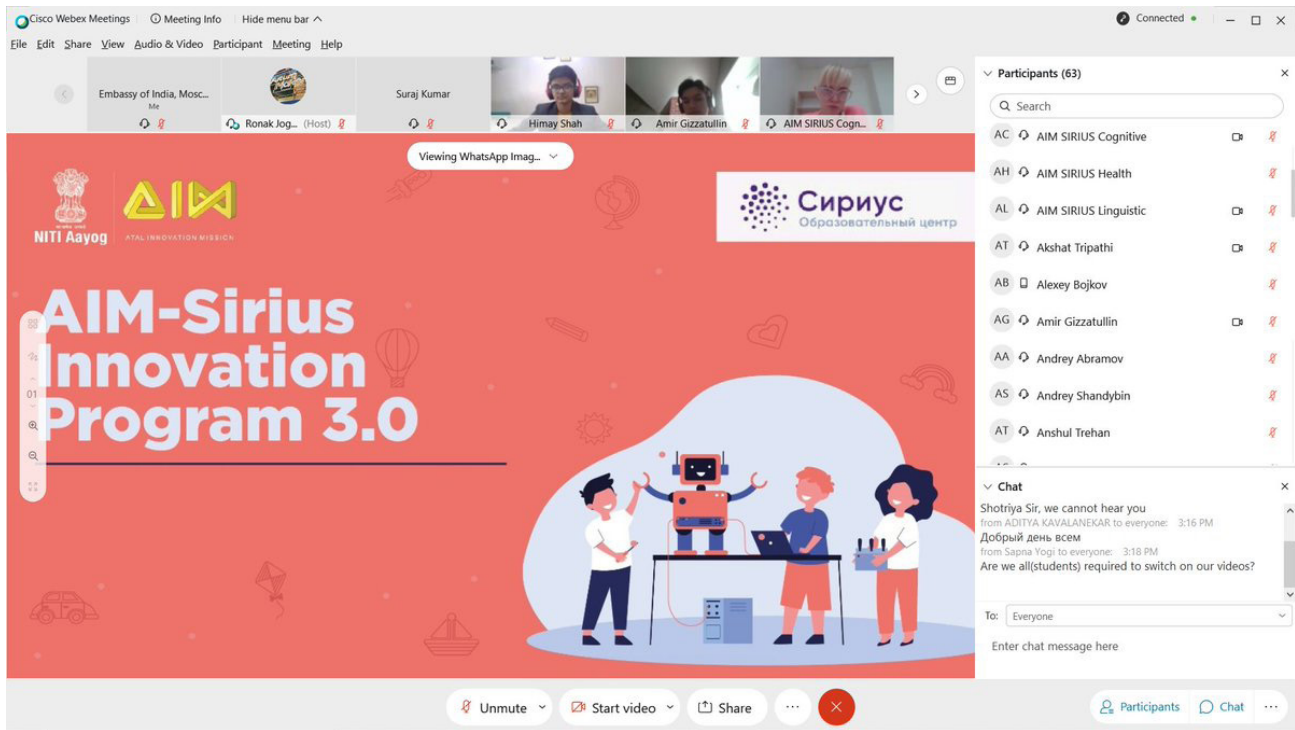 Cisco Webex Meetings Meeting Info Hide menu bar
Connected
File Edit Share View Audio & Video Participant Meeting Help
Embassy of India, Mosc...
Me
Ronak Jog... (Host)
Suraj Kumar
Himay Shah
Amir Gizzatullin
AIM SIRIUS Cogn...
Viewing WhatsApp Imag...
NITI Aayog
AIM
ATAL INNOVATION MISSION
Сириус
Образовательный центр
AIM-Sirius
Innovation
Program 3.0
01
Participants (63)
Search
AC AIM SIRIUS Cognitive
AH AIM SIRIUS Health
AL AIM SIRIUS Linguistic
AT Akshat Tripathi
AB Alexey Bojkov
AG Amir Gizzatullin
AA Andrey Abramov
AS Andrey Shandybin
AT Anshul Trehan
Chat
Shotriya Sir, we cannot hear you
from ADITYA KAVALANEKAR to everyone: 3:16 PM
Добрый день всем
from Sapna Yogi to everyone: 3:18 PM
Are we all(students) required to switch on our videos?
To: Everyone
Enter chat message here
Unmute Start video Share
Participants Chat